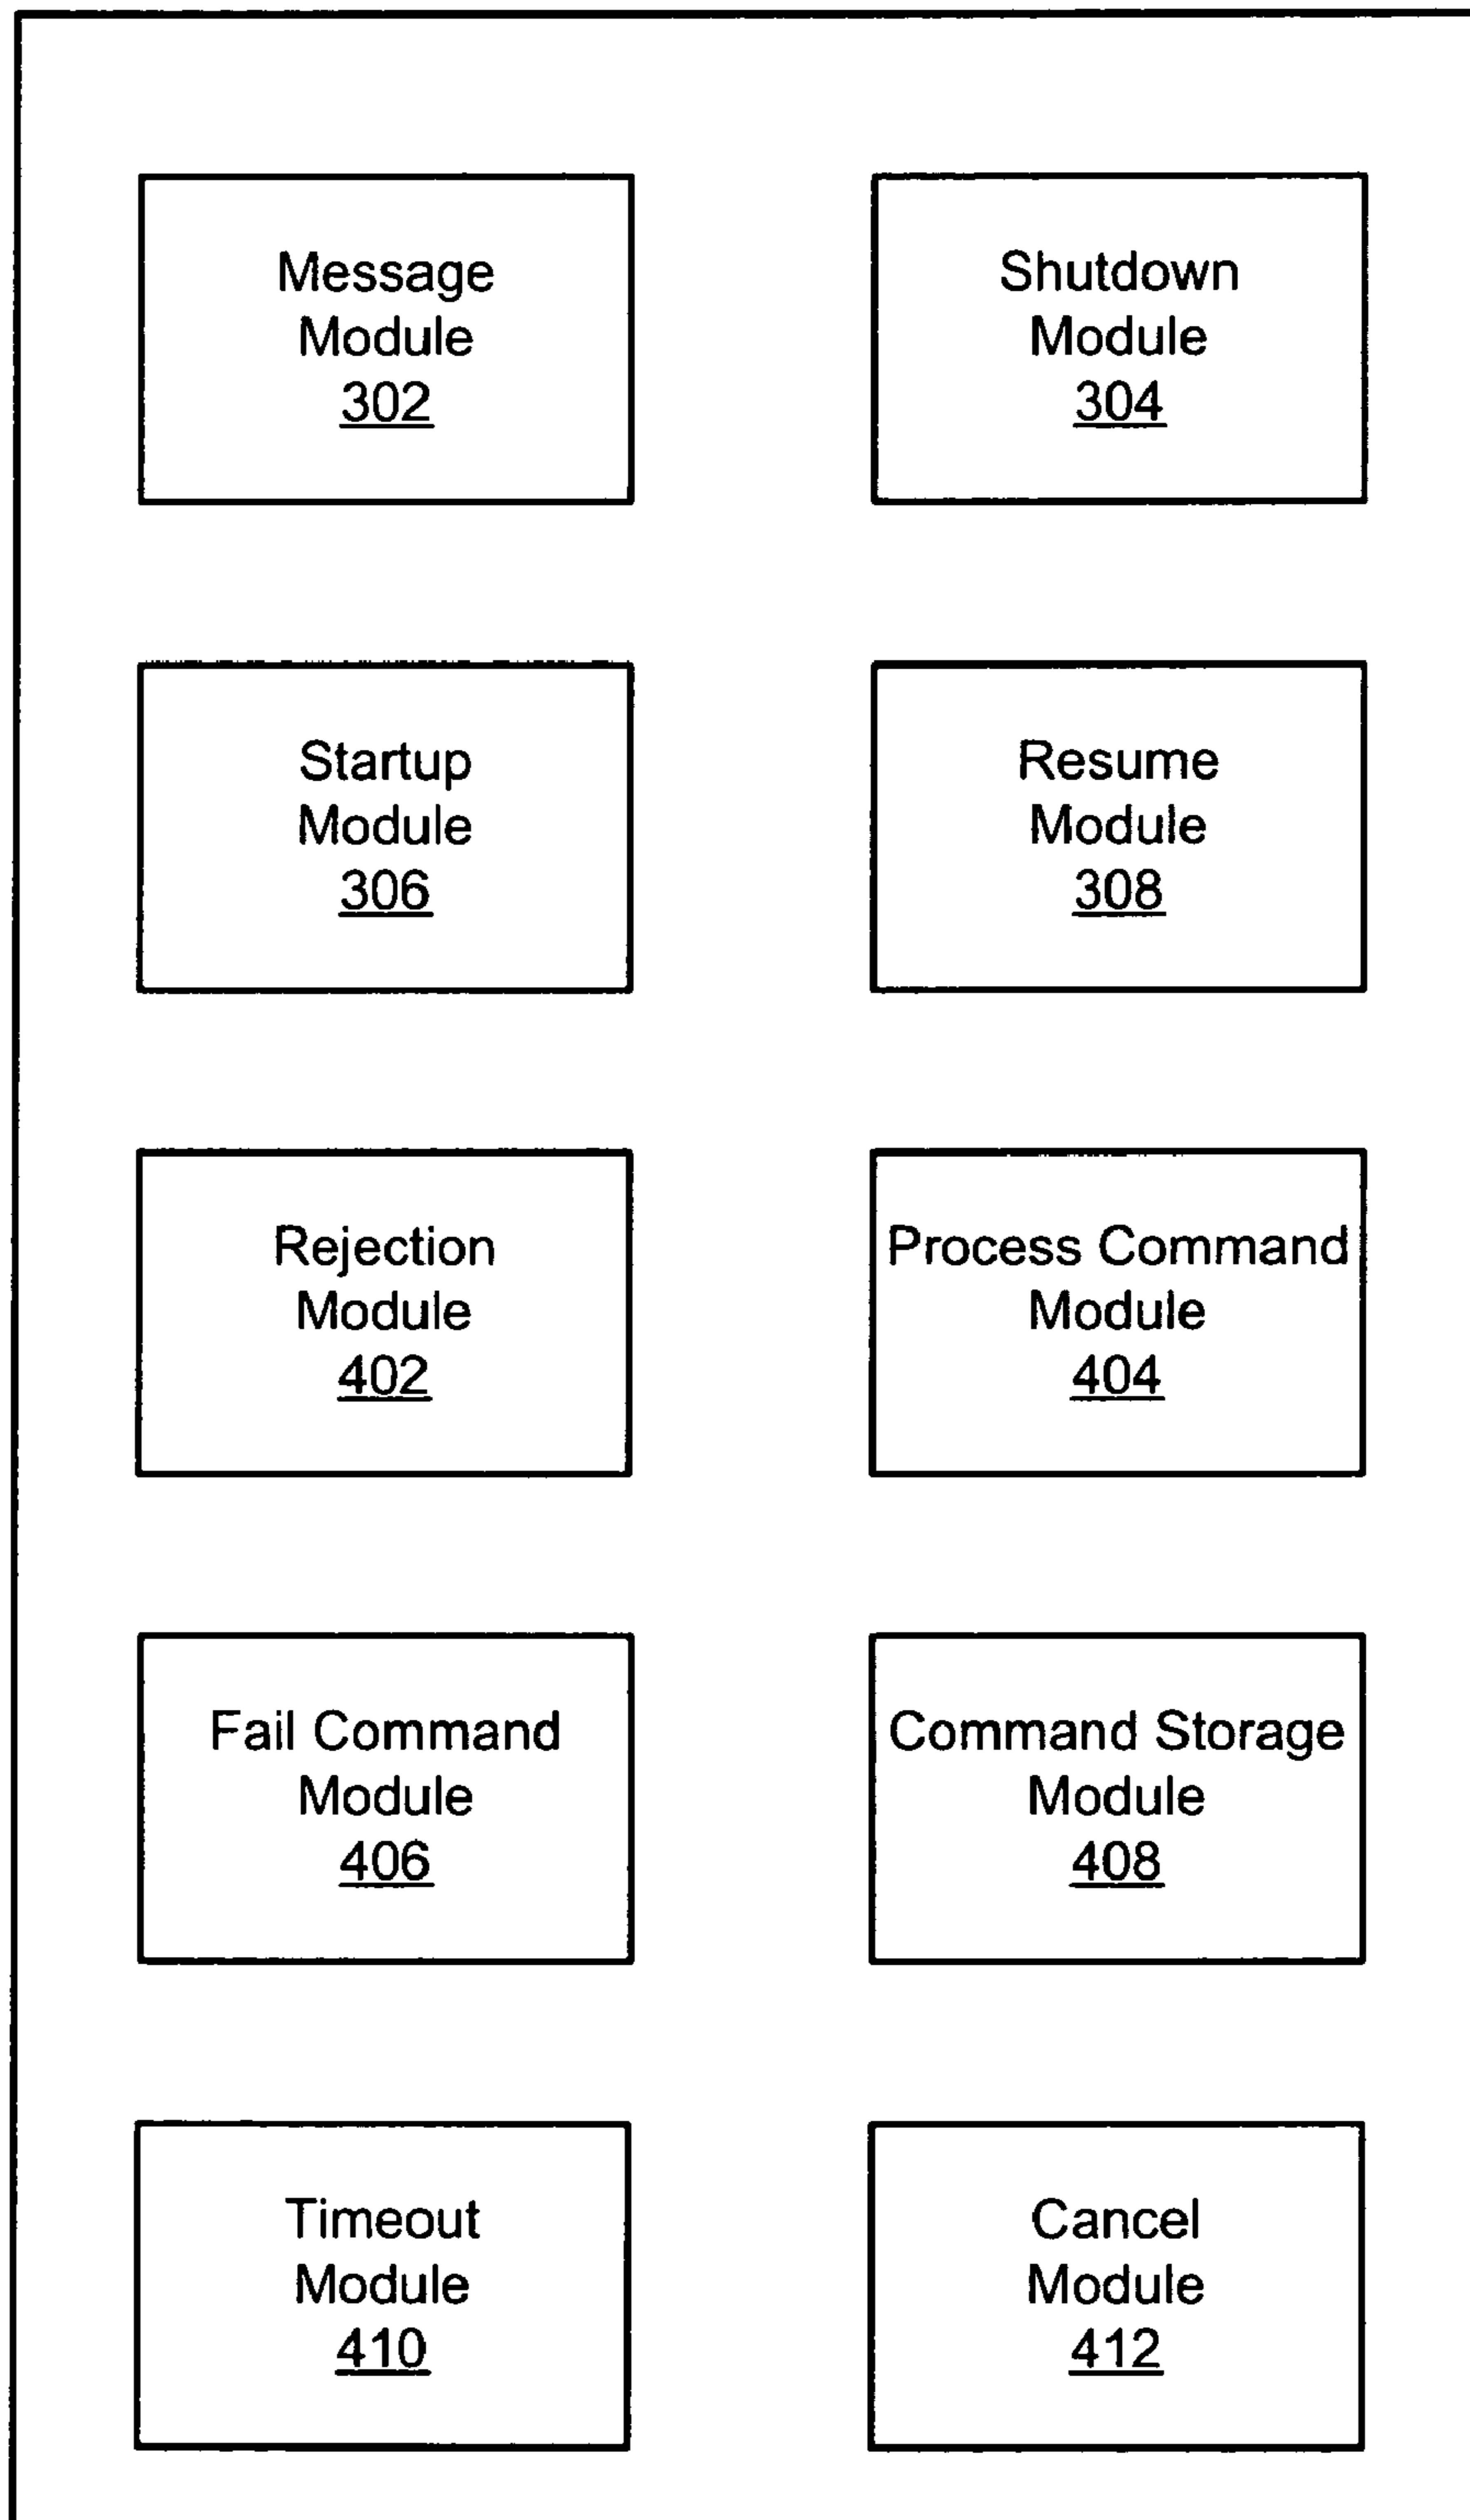 Message
Module
302
Shutdown
Module
304
Startup
Module
306
Resume
Module
308
Rejection
Module
402
Process Command
Module
404
Fail Command
Module
406
Command Storage
Module
408
Timeout
Module
410
Cancel
Module
412